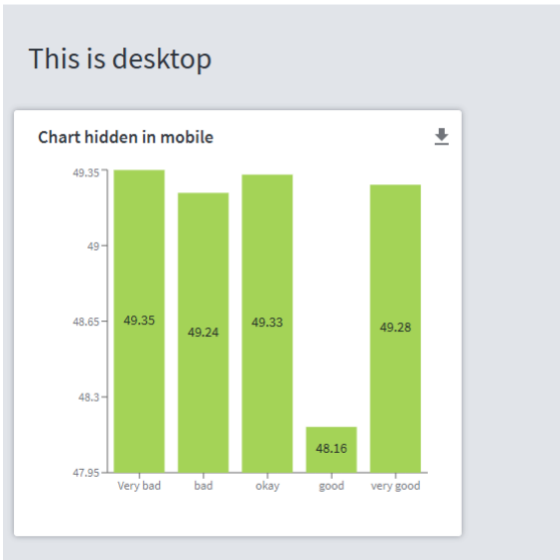 This is desktop
Chart hidden in mobile
49.35
49
48.65
48.3
47.95
49.35
49.24
49.33
48.16
49.28
Very bad
bad
okay
good
very good